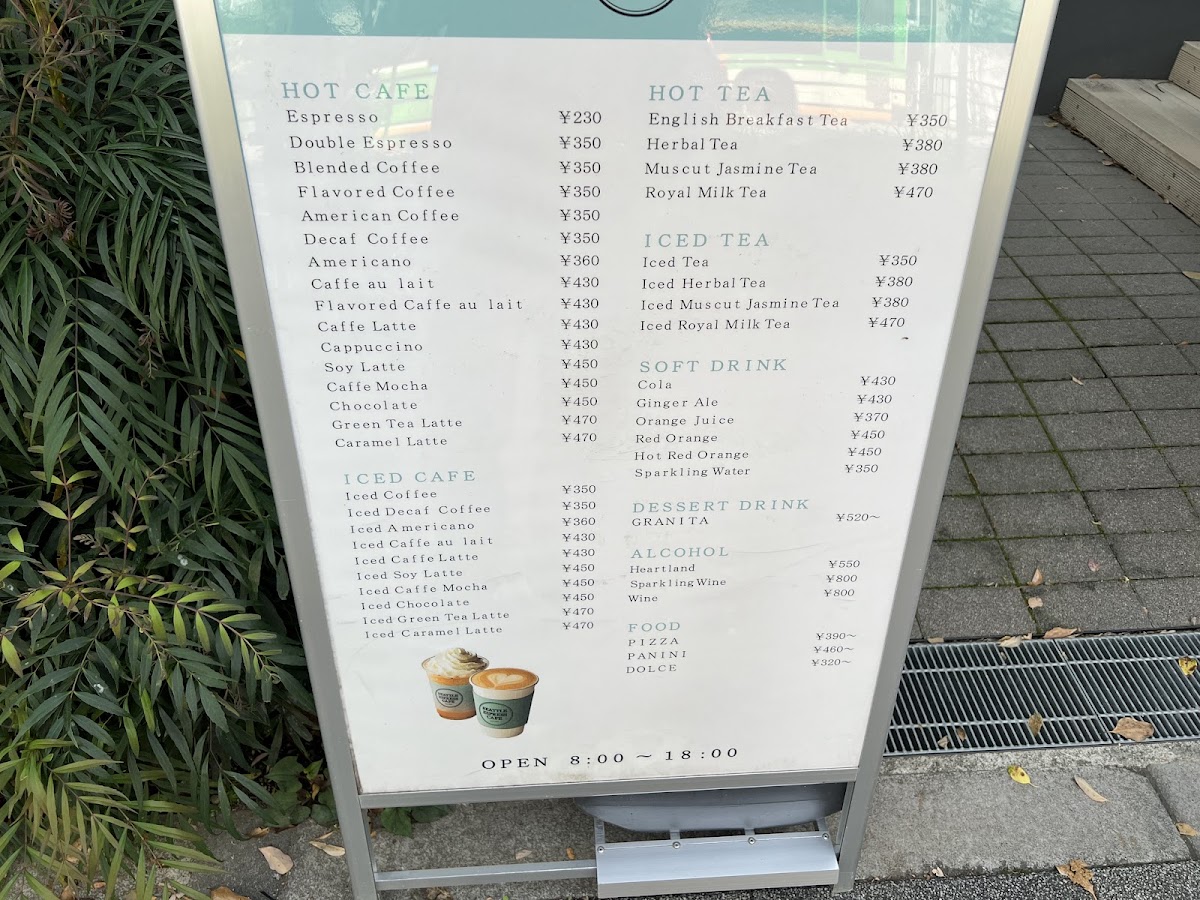 HOT CAFE
Espresso ¥230
Double Espresso ¥350
Blended Coffee ¥350
Flavored Coffee ¥350
American Coffee ¥350
Decaf Coffee ¥350
Americano ¥360
Caffe au lait ¥430
Flavored Caffe au lait ¥430
Caffe Latte ¥430
Cappuccino ¥430
Soy Latte ¥450
Caffe Mocha ¥450
Chocolate ¥450
Green Tea Latte ¥470
Caramel Latte ¥470
ICED CAFE
Iced Coffee ¥350
Iced Decaf Coffee ¥350
Iced Americano ¥360
Iced Caffe au lait ¥430
Iced Caffe Latte ¥430
Iced Soy Latte ¥450
Iced Caffe Mocha ¥450
Iced Chocolate ¥450
Iced Green Tea Latte ¥470
Iced Caramel Latte ¥470
HOT TEA
English Breakfast Tea ¥350
Herbal Tea ¥380
Muscut Jasmine Tea ¥380
Royal Milk Tea ¥470
ICED TEA
Iced Tea ¥350
Iced Herbal Tea ¥380
Iced Muscut Jasmine Tea ¥380
Iced Royal Milk Tea ¥470
SOFT DRINK
Cola ¥430
Ginger Ale ¥430
Orange Juice ¥370
Red Orange ¥450
Hot Red Orange ¥450
Sparkling Water ¥350
DESSERT DRINK
GRANITA ¥520～
ALCOHOL
Heartland ¥550
Sparkling Wine ¥800
Wine ¥800
FOOD
PIZZA ¥390～
PANINI ¥460～
DOLCE ¥320～
SEATTLE
ESPRESS
CAFE
SEATTLE
ESPRESS
CAFE
OPEN 8:00～18:00